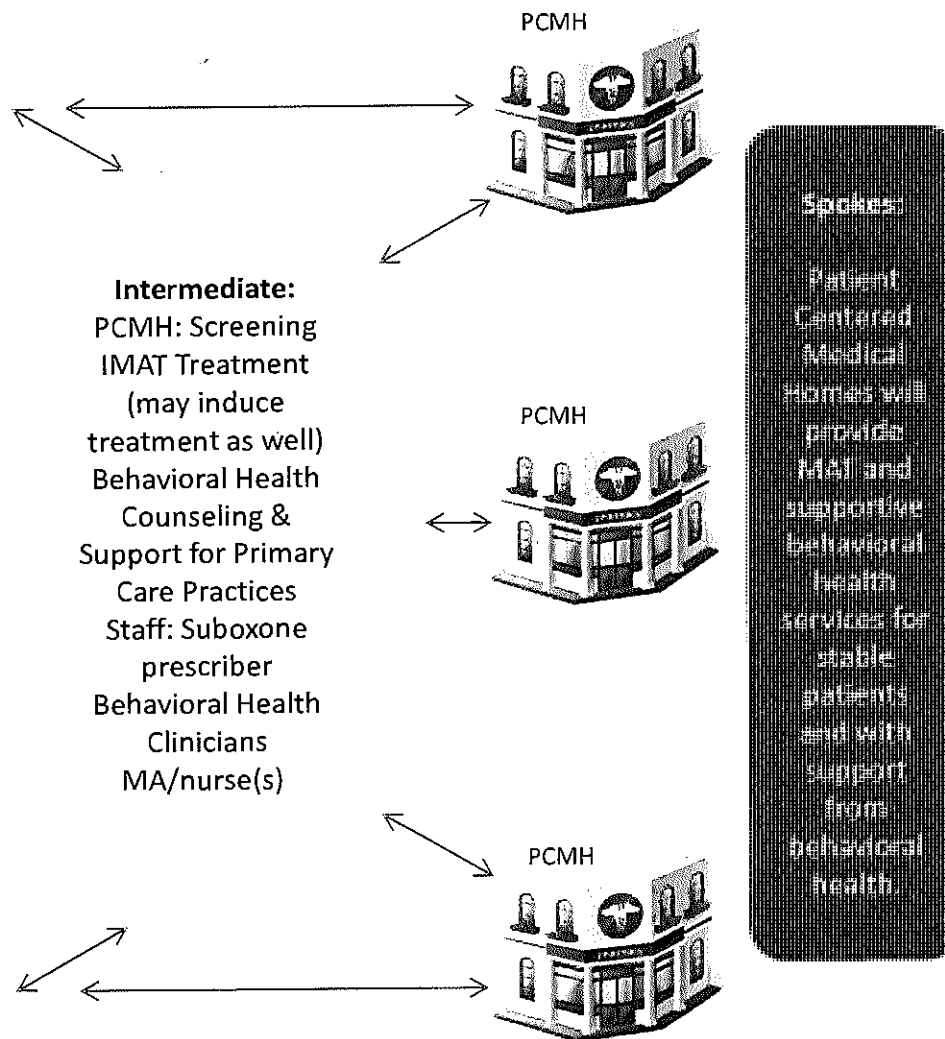 PCMH
Intermediate:
PCMH: Screening
IMAT Treatment
(may induce
treatment as well)
Behavioral Health
Counseling &
Support for Primary
Care Practices
Staff: Suboxone
prescriber
Behavioral Health
Clinicians
MA/nurse(s)
PCMH
PCMH
Spokes:
Patient
Centered
Medical
Homes will
provide
MAT and
supportive
behavioral
health
services for
stable
patients
and with
support
from
behavioral
health.